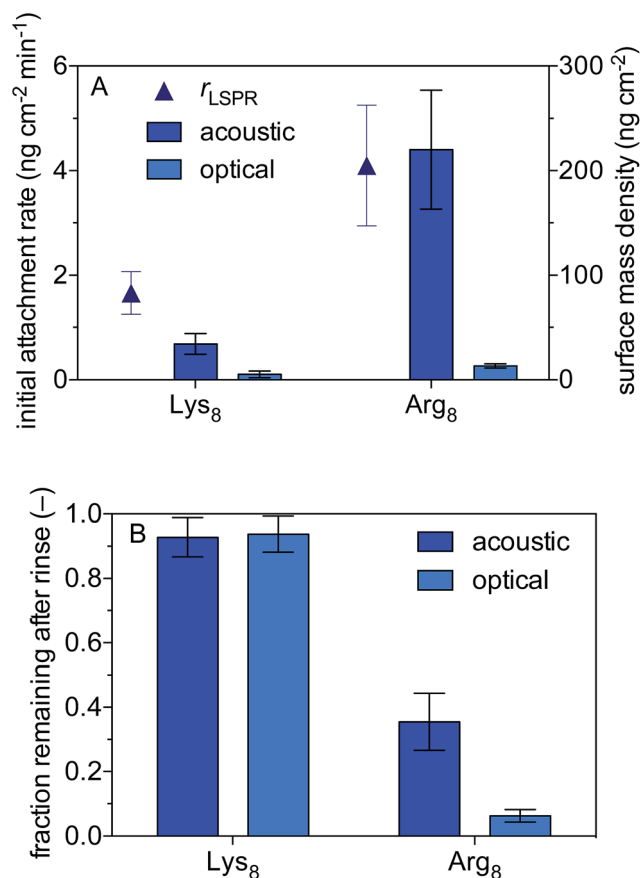 A
r_LSPR
acoustic
optical
initial attachment rate (ng cm⁻² min⁻¹)
6
4
2
0
surface mass density (ng cm⁻²)
300
200
100
0
Lys₈
Arg₈
B
acoustic
optical
fraction remaining after rinse (–)
1.0
0.8
0.6
0.4
0.2
0.0
Lys₈
Arg₈